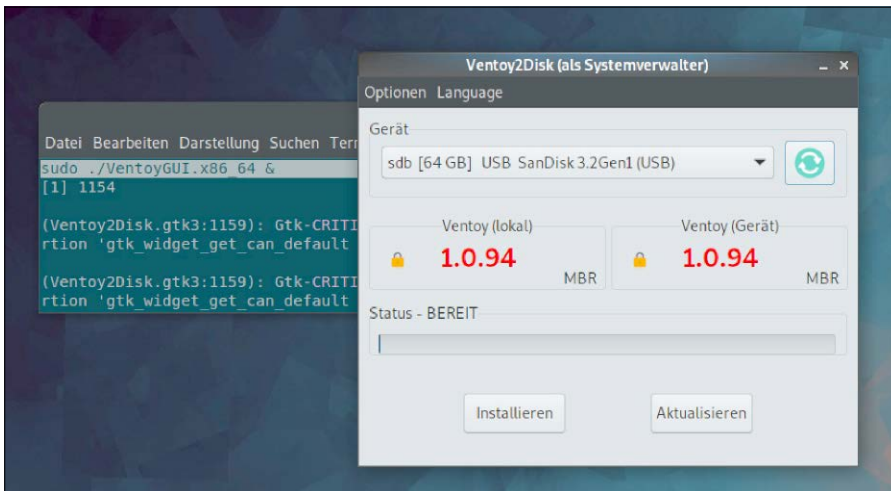 Ventoy2Disk (als Systemverwalter)
Optionen Language
Gerät
sdb [64 GB] USB SanDisk 3.2Gen1 (USB)
Ventoy (lokal)
1.0.94
MBR
Ventoy (Gerät)
1.0.94
MBR
Status - BEREIT
Installieren
Aktualisieren
Datei Bearbeiten Darstellung Suchen
sudo ./VentoyGUI.x86_64 &
[1] 1154
(Ventoy2Disk.gtk3:1159): Gtk-CRITI
rtion 'gtk_widget_get_can_default
(Ventoy2Disk.gtk3:1159): Gtk-CRITI
rtion 'gtk_widget_get_can_default